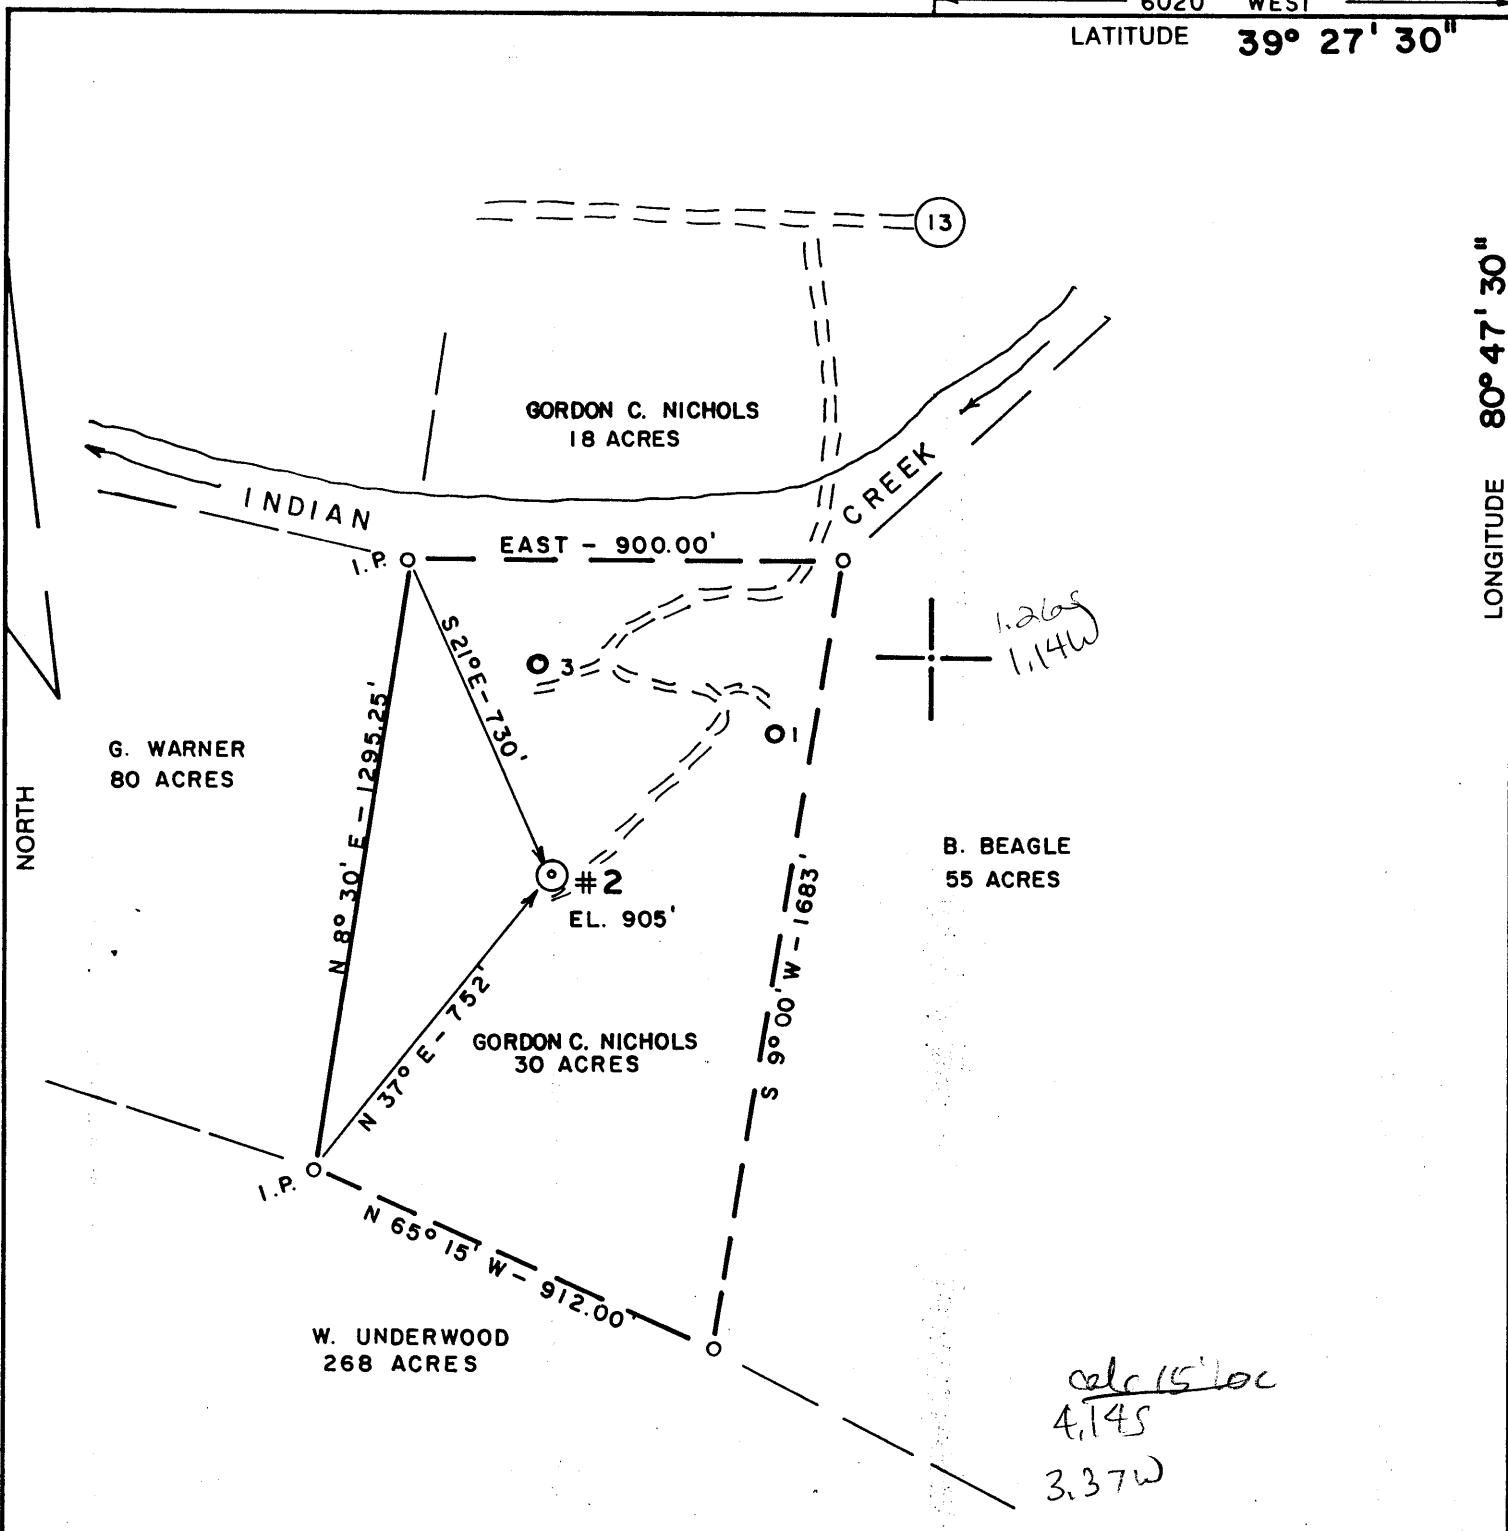 6020' WEST
LATITUDE 39° 27' 30"
LONGITUDE 80° 47' 30"
13
GORDON C. NICHOLS
18 ACRES
INDIAN CREEK
I.P.
EAST - 900.00'
1.26S
1.14W
S 21° E - 730'
3
1
G. WARNER
80 ACRES
NORTH
N 8° 30' E - 1295.25'
#2
EL. 905'
B. BEAGLE
55 ACRES
S 9° 00' W - 1683'
N 37° E - 752'
GORDON C. NICHOLS
30 ACRES
I.P.
N 65° 15' W - 912.00'
W. UNDERWOOD
268 ACRES
calc 15' loc
4.14S
3.37W